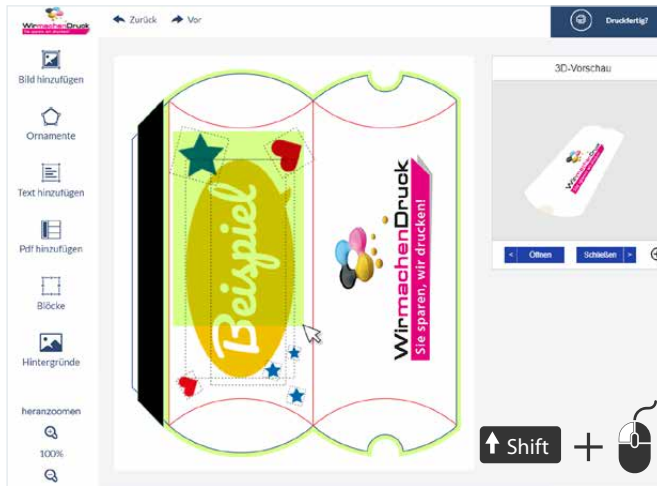 WirmachenDruck
Sie sparen, wir drucken!
Zurück
Vor
Druckfertig?
Bild hinzufügen
Ornamente
Text hinzufügen
Pdf hinzufügen
Blöcke
Hintergründe
heranzoomen
100%
Beispiel
WirmachenDruck
Sie sparen, wir drucken!
3D-Vorschau
WirmachenDruck
< Öffnen
Schließen >
Shift +